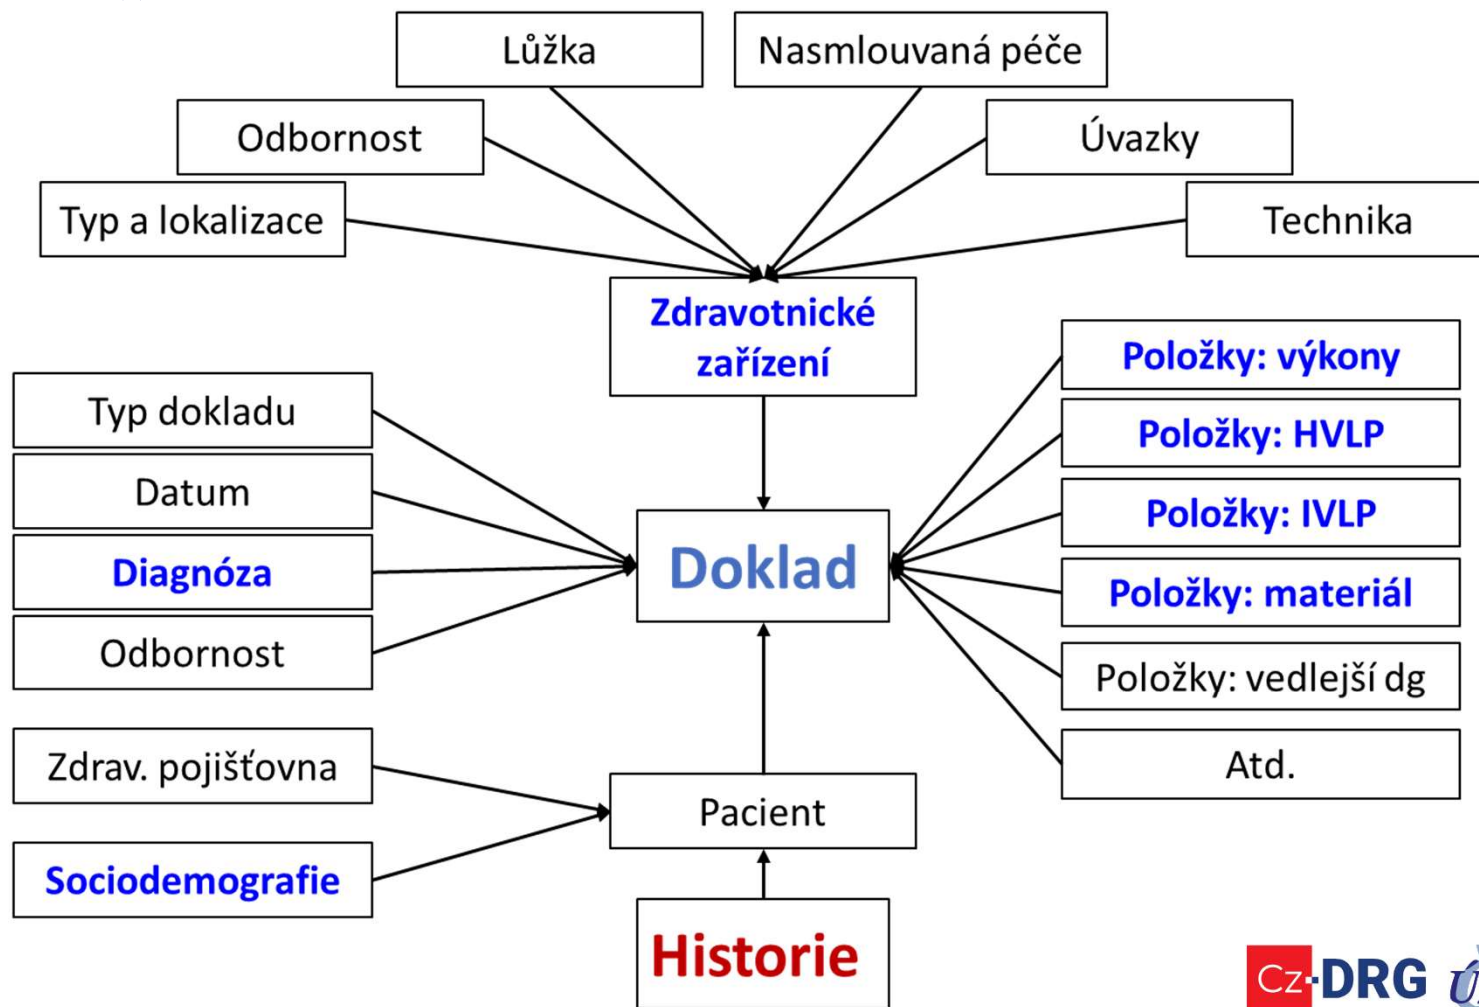 Lůžka
Nasmlouvaná péče
Odbornost
Úvazky
Typ a lokalizace
Technika
Zdravotnické
zařízení
Typ dokladu
Datum
Diagnóza
Odbornost
Doklad
Položky: výkony
Položky: HVLP
Položky: IVLP
Položky: materiál
Položky: vedlejší dg
Atd.
Zdrav. pojišťovna
Sociodemografie
Pacient
Historie
CZ-DRG